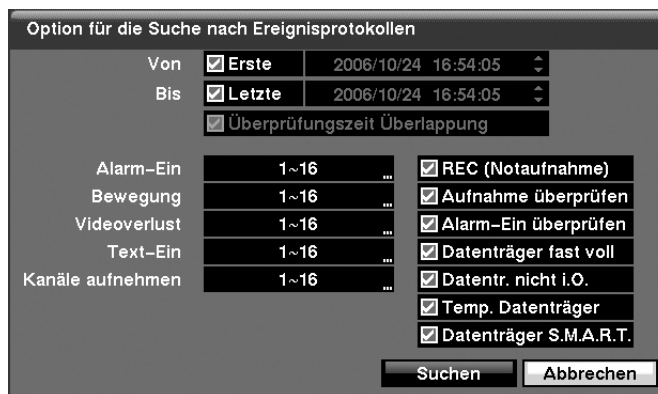 Option für die Suche nach Ereignisprotokollen
Von Erste 2006/10/24 16:54:05
Bis Letzte 2006/10/24 16:54:05
Überprüfungszeit Überlappung
Alarm-Ein 1~16 ... REC (Notaufnahme)
Bewegung 1~16 ... Aufnahme überprüfen
Videoverlust 1~16 ... Alarm-Ein überprüfen
Text-Ein 1~16 ... Datenträger fast voll
Kanäle aufnehmen 1~16 ... Datentr. nicht i.O.
Temp. Datenträger
Datenträger S.M.A.R.T.
Suchen Abbrechen